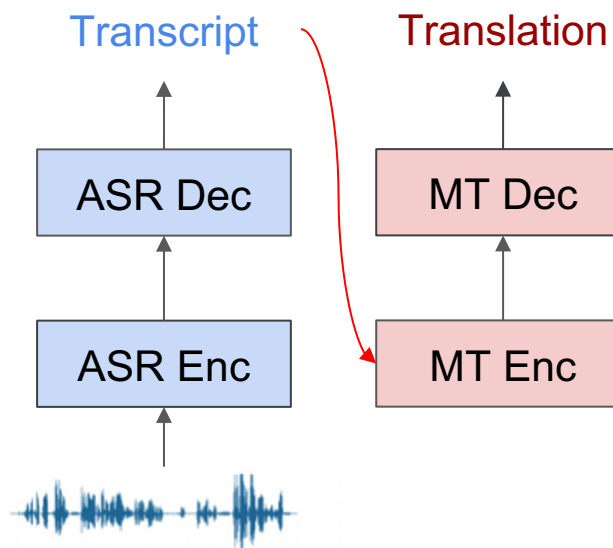 Transcript
Translation
ASR Dec
MT Dec
ASR Enc
MT Enc